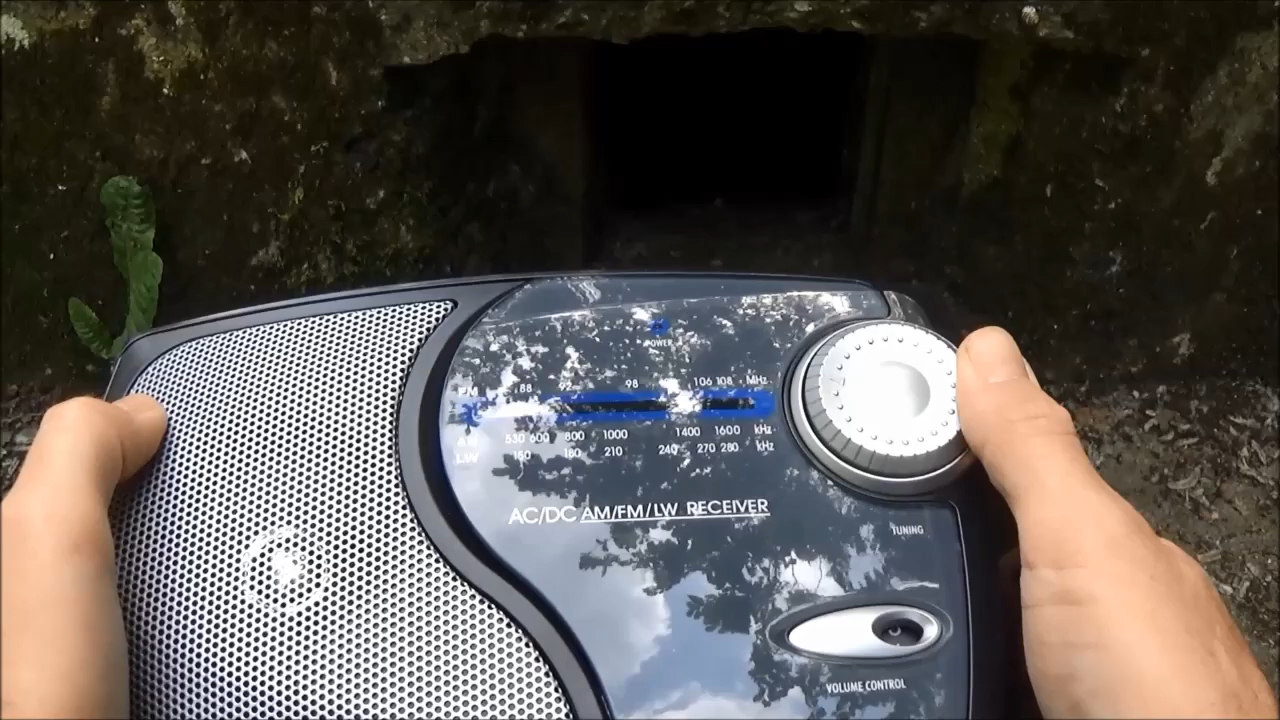 POWER
FM 88 92 98 106 108 MHz
AM 530 600 800 1000 1400 1600 kHz
LW 150 180 210 240 270 280 kHz
AC/DC AM/FM/LW RECEIVER
TUNING
VOLUME CONTROL